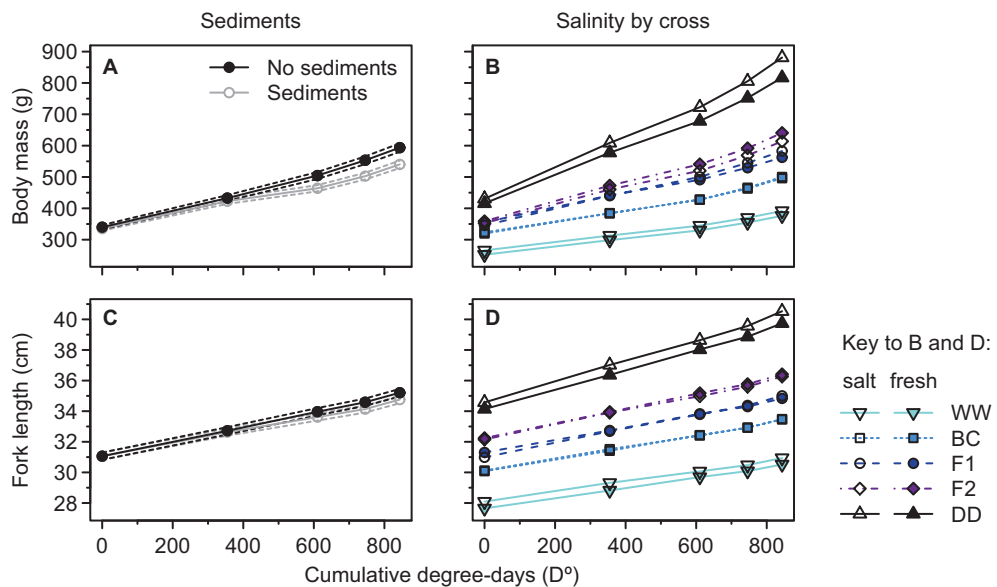 Sediments
Salinity by cross
A
No sediments
Sediments
900
800
700
600
500
400
300
Body mass (g)
B
C
40
38
36
34
32
30
28
Fork length (cm)
0 200 400 600 800
D
0 200 400 600 800
Cumulative degree-days (Dº)
Key to B and D:
salt fresh
WW
BC
F1
F2
DD